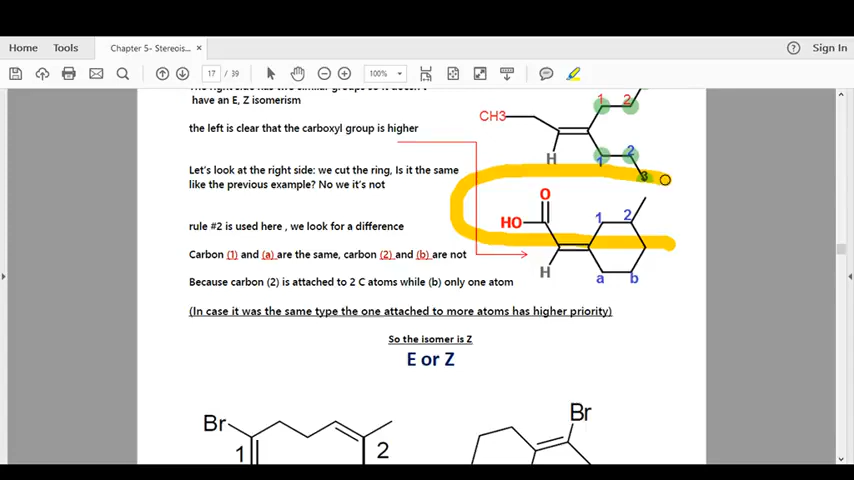 Home Tools Chapter 5- Stereois... × Sign In
17 / 39 100%
have an E, Z isomerism
the left is clear that the carboxyl group is higher
Let's look at the right side: we cut the ring, Is it the same
like the previous example? No we it's not
rule #2 is used here , we look for a difference
Carbon (1) and (a) are the same, carbon (2) and (b) are not
Because carbon (2) is attached to 2 C atoms while (b) only one atom
(In case it was the same type the one attached to more atoms has higher priority)
So the isomer is Z
E or Z
1 2
CH3
H 1 2
3
O
HO 1 2
H a b
Br
1 2
Br